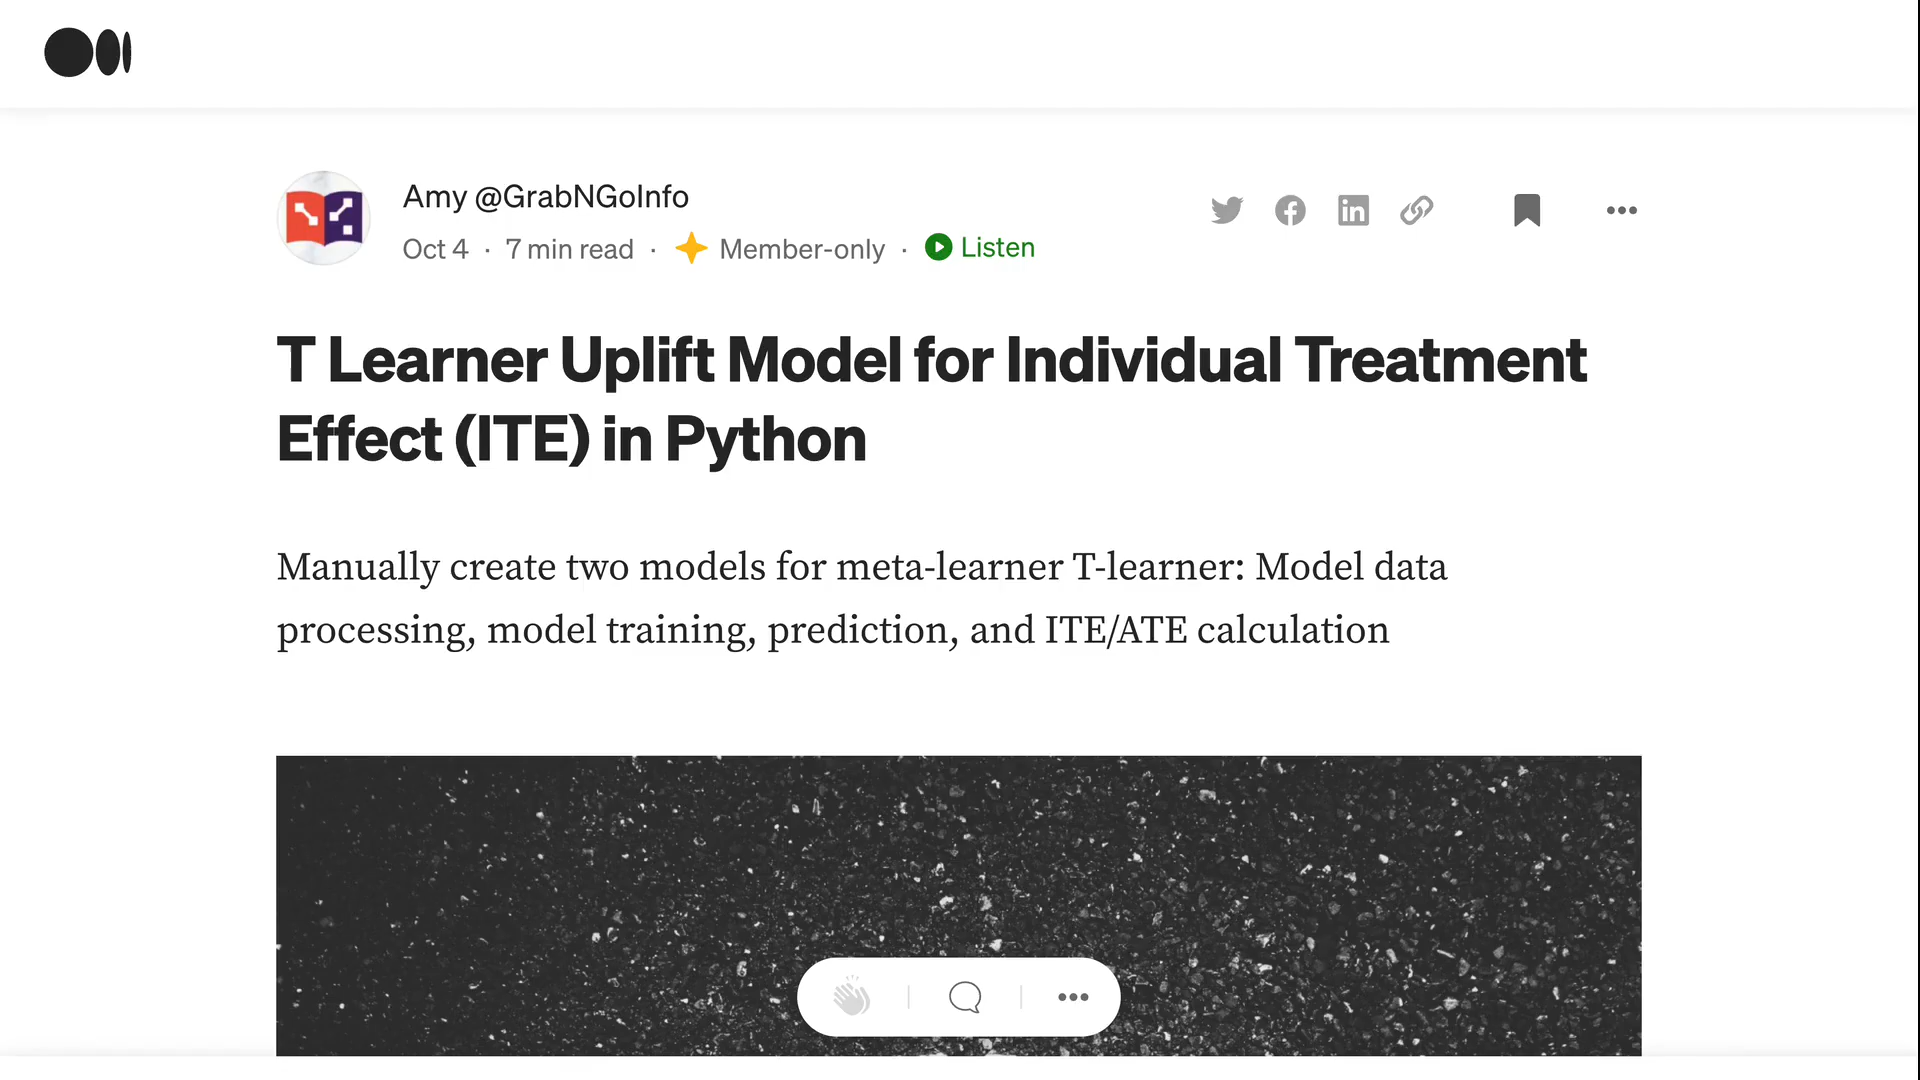 Amy @GrabNGoInfo
Oct 4 · 7 min read · Member-only · Listen
T Learner Uplift Model for Individual Treatment
Effect (ITE) in Python
Manually create two models for meta-learner T-learner: Model data
processing, model training, prediction, and ITE/ATE calculation